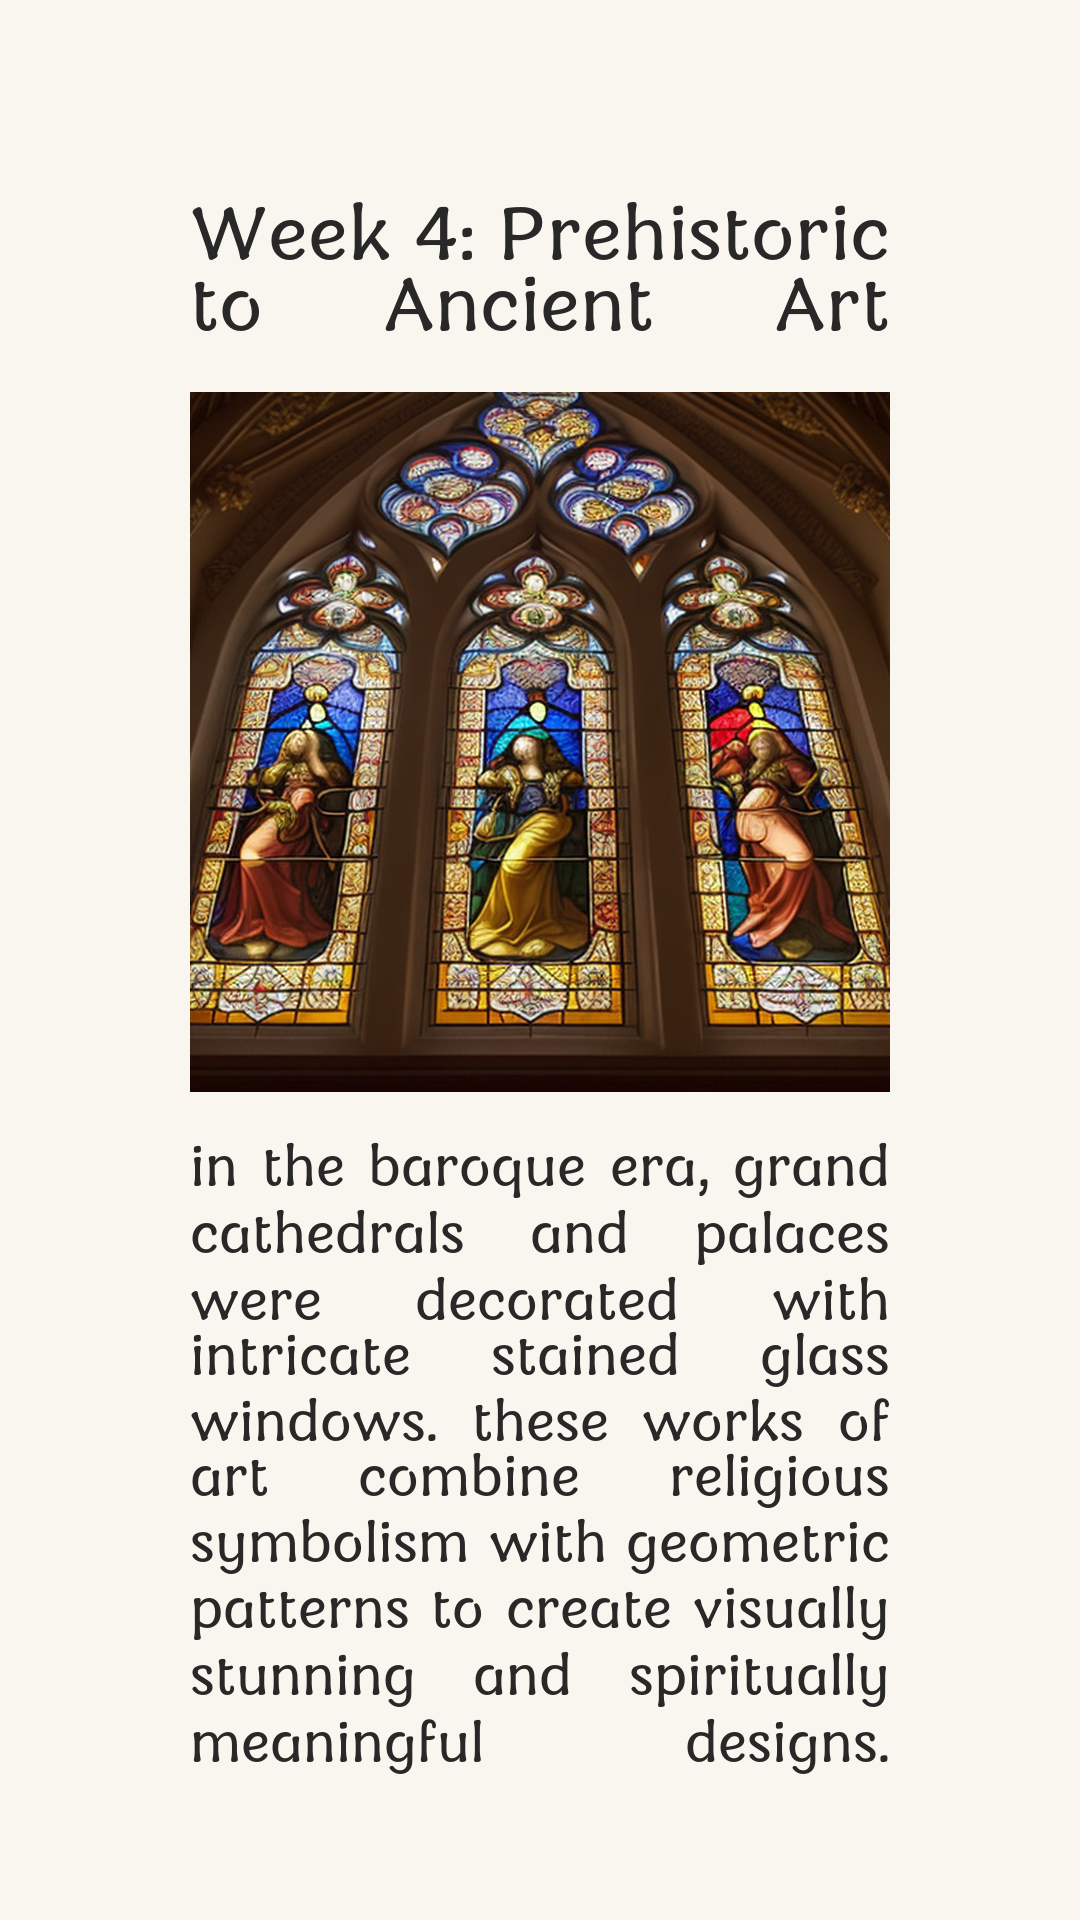 Week 4: Prehistoric
to Ancient Art
in the baroque era, grand
cathedrals and palaces
were decorated with
intricate stained glass
windows. these works of
art combine religious
symbolism with geometric
patterns to create visually
stunning and spiritually
meaningful designs.